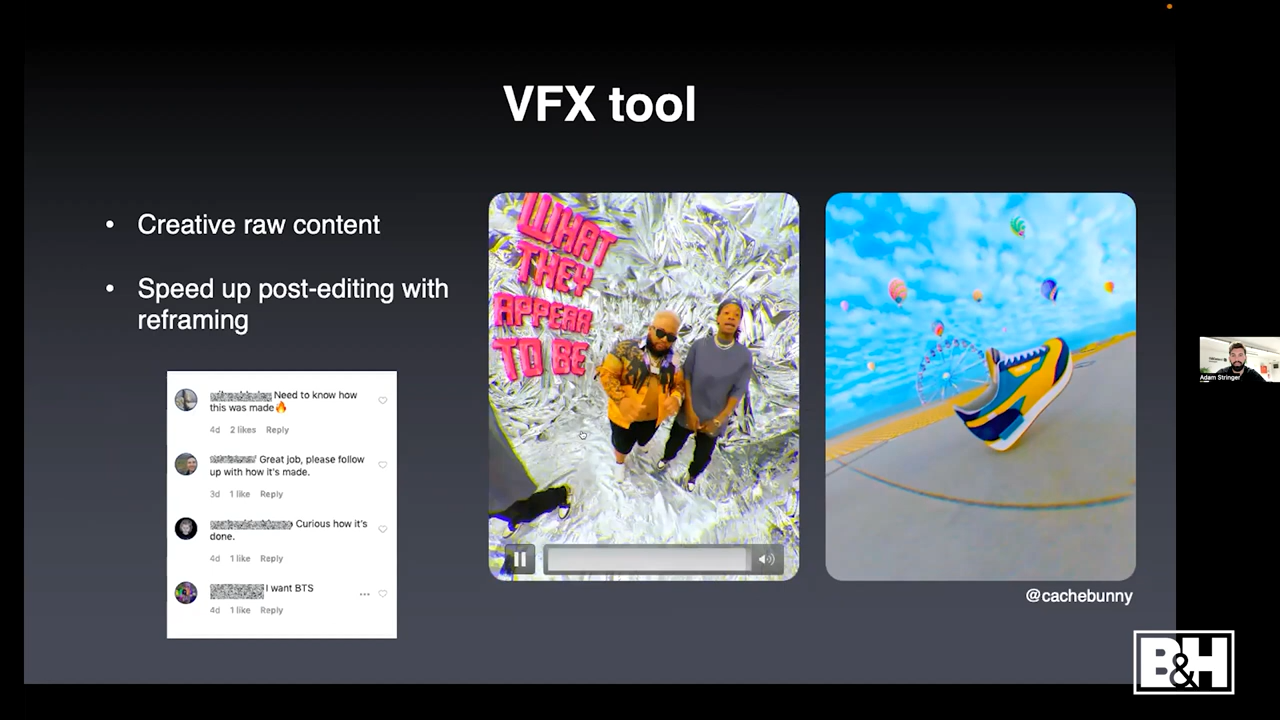 VFX tool
• Creative raw content
• Speed up post-editing with
reframing
Need to know how
this was made🔥
4d 2 likes Reply
Great job, please follow
up with how it's made.
3d 1 like Reply
Curious how it's
done.
4d 1 like Reply
I want BTS
4d 1 like Reply
WHAT
THEY
APPEAR
TO BE
@cachebunny
Adam Stringer
B&H